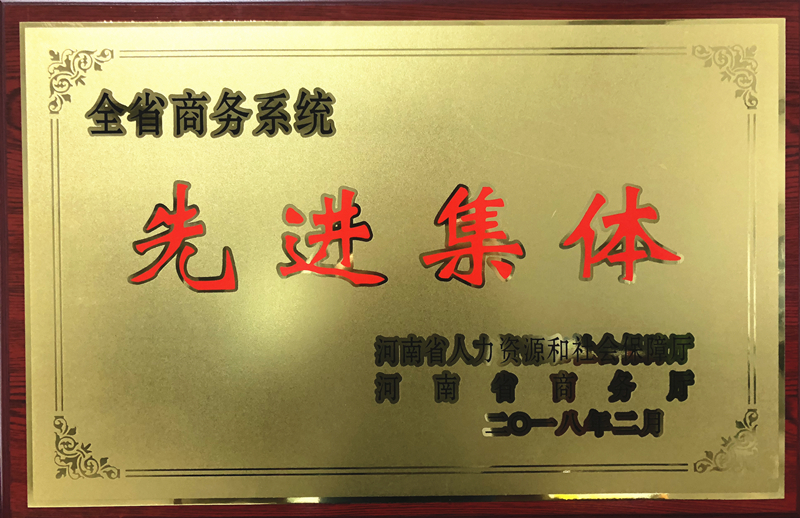 全省商务系统
先进集体
河南省人力资源和社会保障厅
河南省商务厅
二〇一八年二月